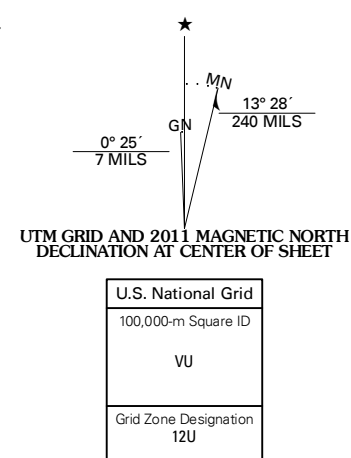 ★
MN
GN
13° 28´
240 MILS
0° 25´
7 MILS
UTM GRID AND 2011 MAGNETIC NORTH
DECLINATION AT CENTER OF SHEET
U.S. National Grid
100,000-m Square ID
VU
Grid Zone Designation
12U